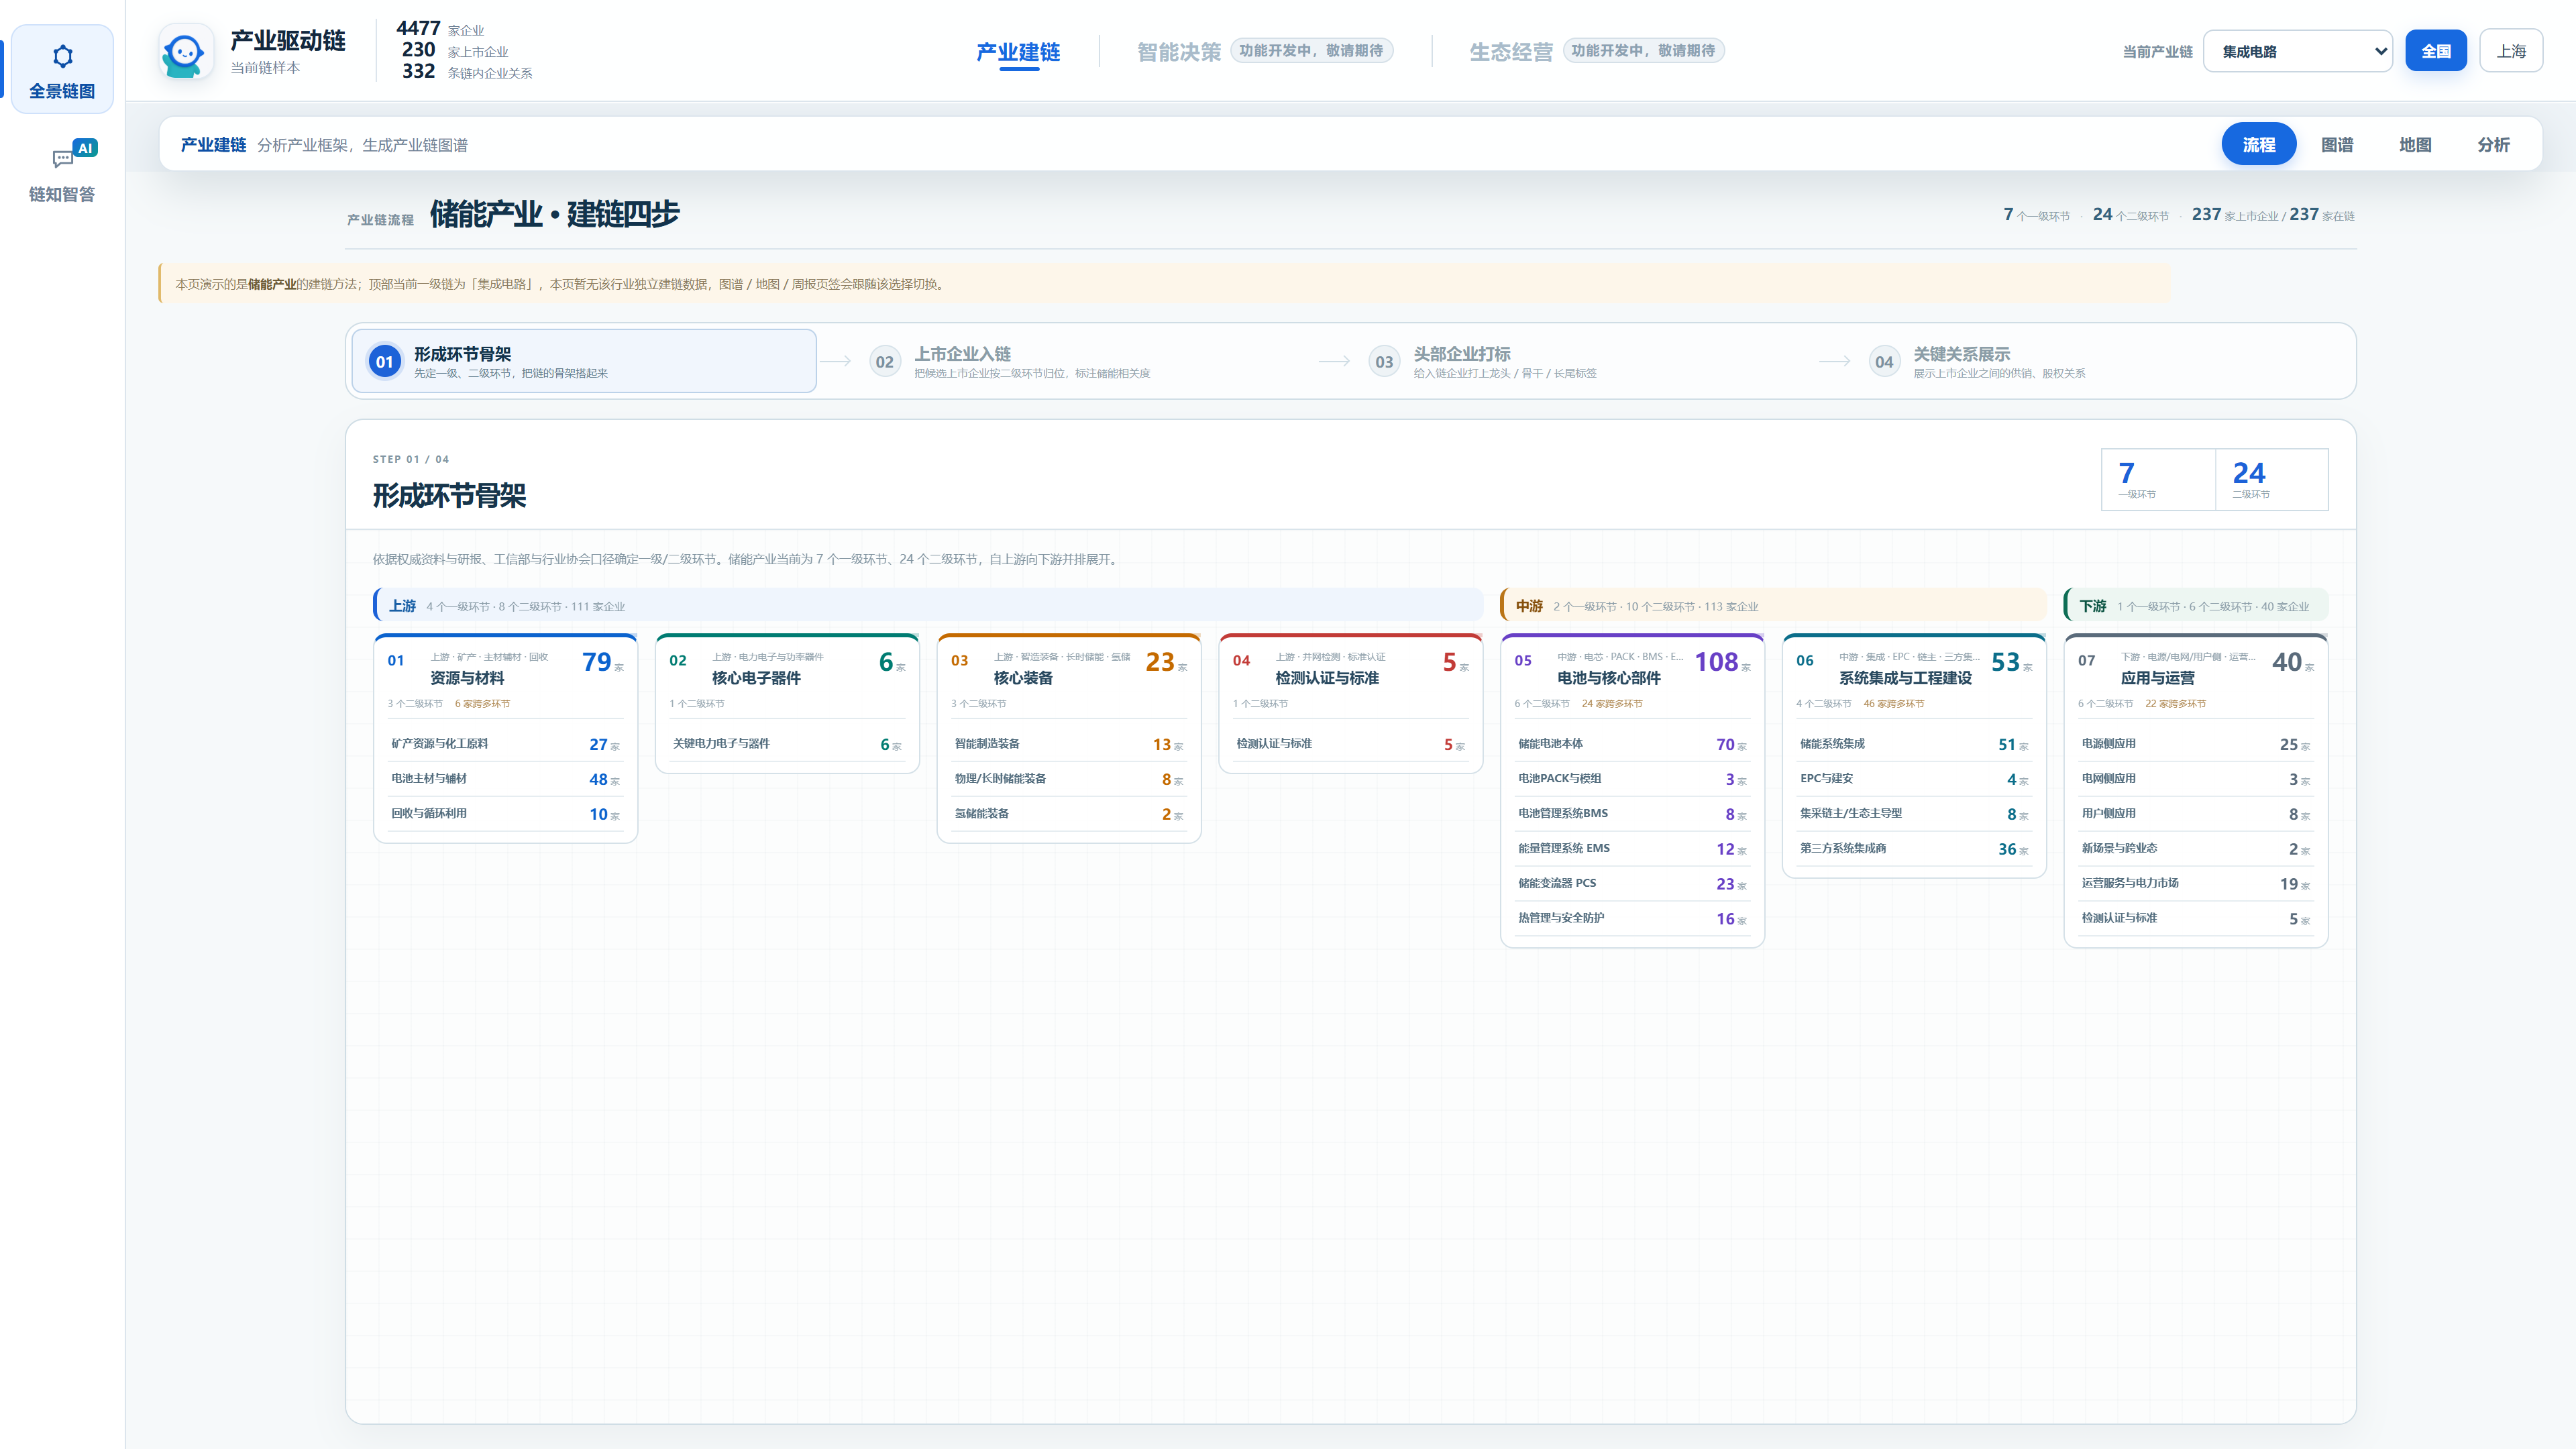 全景链图
AI
链知智答
产业驱动链
当前链样本
4477 家企业
230 家上市企业
332 条链内企业关系
产业建链
智能决策 功能开发中，敬请期待
生态经营 功能开发中，敬请期待
当前产业链 集成电路 全国 上海
产业建链 分析产业框架，生成产业链图谱
流程 图谱 地图 分析
产业链流程 储能产业 • 建链四步
7 个一级环节 · 24 个二级环节 · 237 家上市企业 / 237 家在链
本页演示的是储能产业的建链方法；顶部当前一级链为「集成电路」，本页暂无该行业独立建链数据，图谱 / 地图 / 周报页签会跟随该选择切换。
01 形成环节骨架
先定一级、二级环节，把链的骨架搭起来
02 上市企业入链
把候选上市企业按二级环节归位，标注储能相关度
03 头部企业打标
给入链企业打上龙头 / 骨干 / 长尾标签
04 关键关系展示
展示上市企业之间的供销、股权关系
STEP 01 / 04
形成环节骨架
7
一级环节
24
二级环节
依据权威资料与研报、工信部与行业协会口径确定一级/二级环节。储能产业当前为 7 个一级环节、24 个二级环节，自上游向下游并排展开。
上游 4 个一级环节 · 8 个二级环节 · 111 家企业
中游 2 个一级环节 · 10 个二级环节 · 113 家企业
下游 1 个一级环节 · 6 个二级环节 · 40 家企业
01 上游 · 矿产 · 主材辅材 · 回收 79 家
资源与材料
3 个二级环节 6 家跨多环节
矿产资源与化工原料 27 家
电池主材与辅材 48 家
回收与循环利用 10 家
02 上游 · 电力电子与功率器件 6 家
核心电子器件
1 个二级环节
关键电力电子与器件 6 家
03 上游 · 智造装备 · 长时储能 · 氢储 23 家
核心装备
3 个二级环节
智能制造装备 13 家
物理/长时储能装备 8 家
氢储能装备 2 家
04 上游 · 并网检测 · 标准认证 5 家
检测认证与标准
1 个二级环节
检测认证与标准 5 家
05 中游 · 电芯 · PACK · BMS · E... 108 家
电池与核心部件
6 个二级环节 24 家跨多环节
储能电池本体 70 家
电池PACK与模组 3 家
电池管理系统BMS 8 家
能量管理系统 EMS 12 家
储能变流器 PCS 23 家
热管理与安全防护 16 家
06 中游 · 集成 · EPC · 链主 · 三方集... 53 家
系统集成与工程建设
4 个二级环节 46 家跨多环节
储能系统集成 51 家
EPC与建安 4 家
集采链主/生态主导型 8 家
第三方系统集成商 36 家
07 下游 · 电源/电网/用户侧 · 运营... 40 家
应用与运营
6 个二级环节 22 家跨多环节
电源侧应用 25 家
电网侧应用 3 家
用户侧应用 8 家
新场景与跨业态 2 家
运营服务与电力市场 19 家
检测认证与标准 5 家